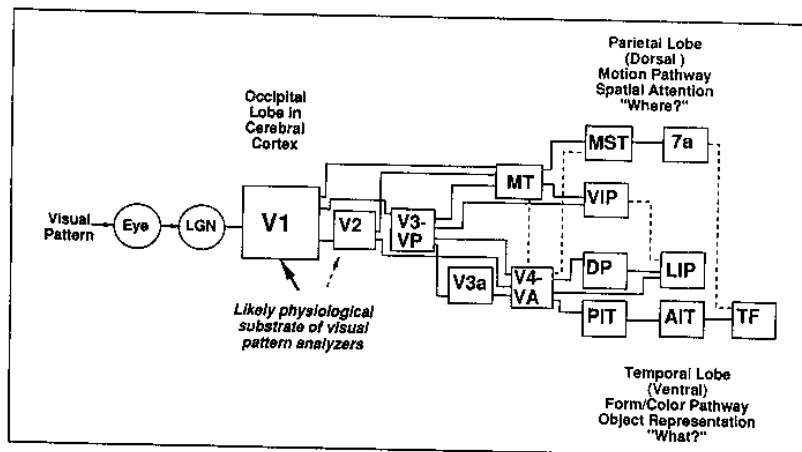 Parietal Lobe
(Dorsal )
Motion Pathway
Spatial Attention
"Where?"
Occipital
Lobe in
Cerebral
Cortex
MST
7a
MT
VIP
Visual
Pattern
Eye
LGN
V1
V2
V3-
VP
V3a
V4-
VA
DP
LIP
PIT
AIT
TF
Likely physiological
substrate of visual
pattern analyzers
Temporal Lobe
(Ventral)
Form/Color Pathway
Object Representation
"What?"